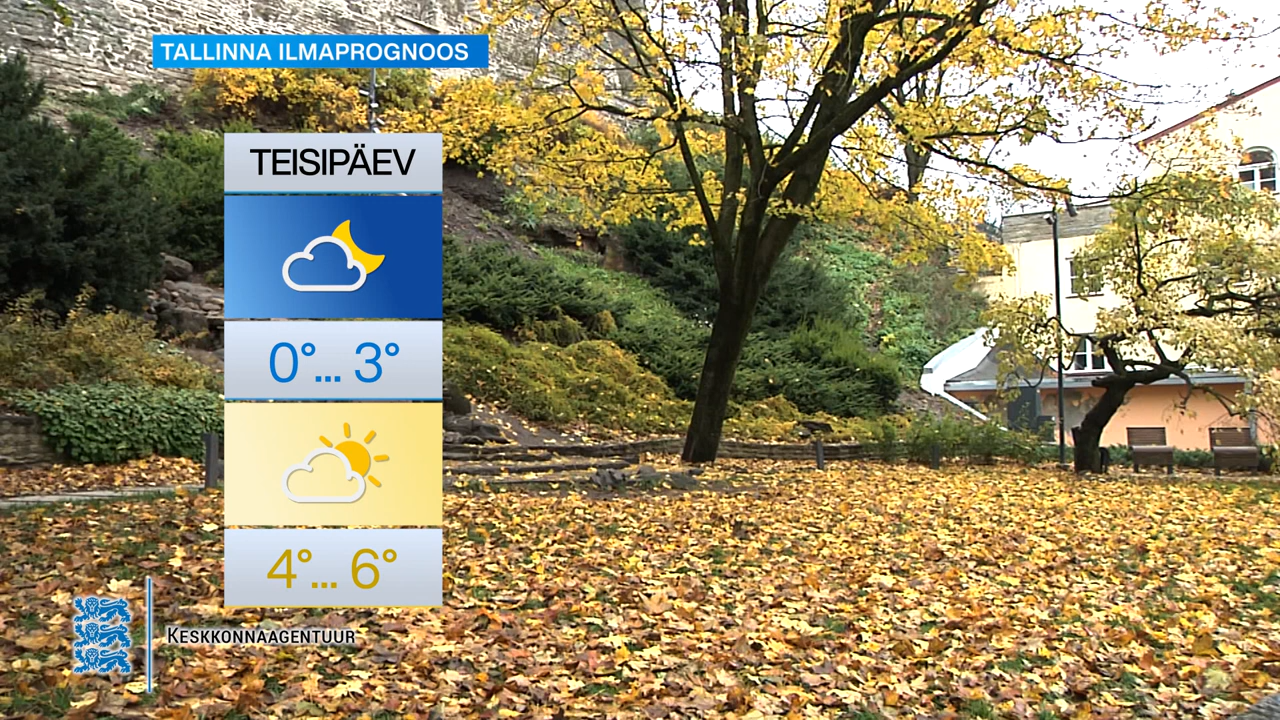 TALLINNA ILMAPROGNOOS
TEISIPÄEV
0°... 3°
4°... 6°
KESKKONNAAGENTUUR